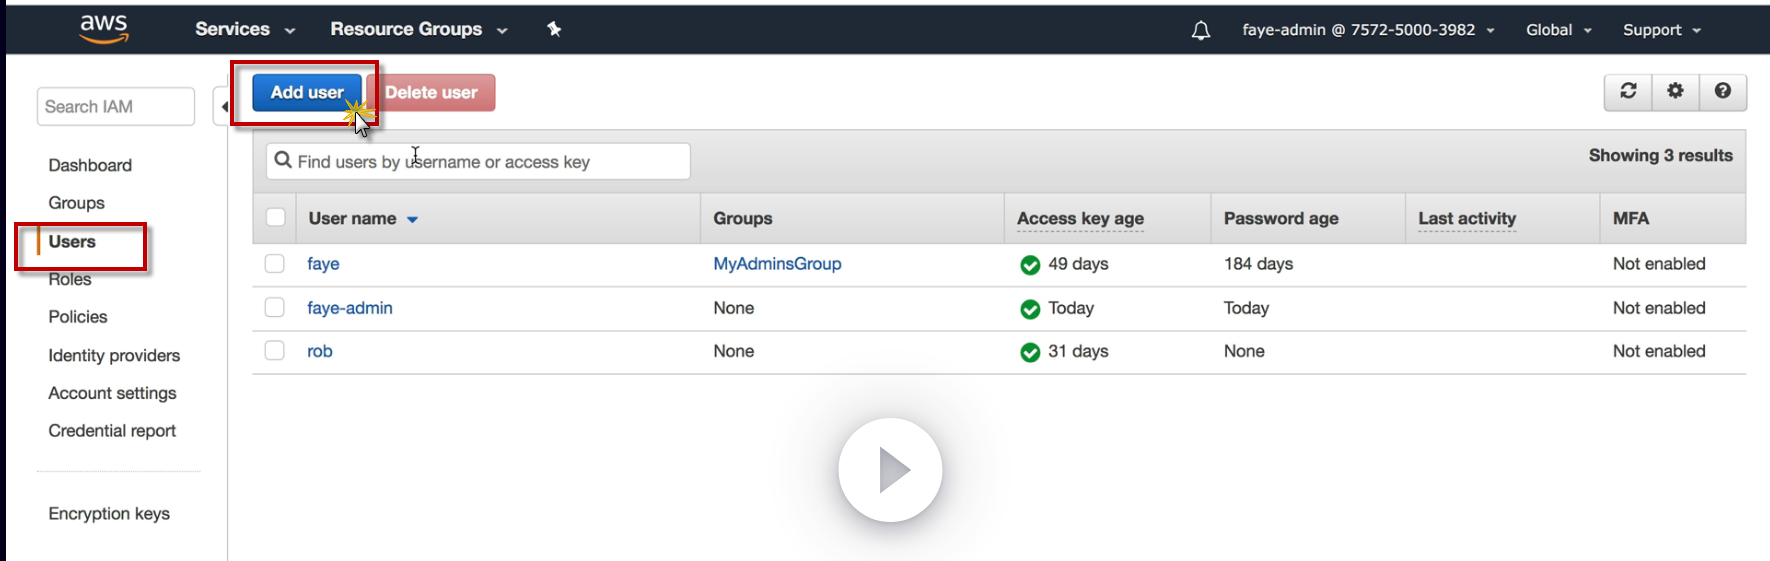 aws Services Resource Groups faye-admin @ 7572-5000-3982 Global Support
Search IAM
Dashboard
Groups
Users
Roles
Policies
Identity providers
Account settings
Credential report
Encryption keys
Add user Delete user
Find users by username or access key Showing 3 results
User name Groups Access key age Password age Last activity MFA
faye MyAdminsGroup 49 days 184 days Not enabled
faye-admin None Today Today Not enabled
rob None 31 days None Not enabled